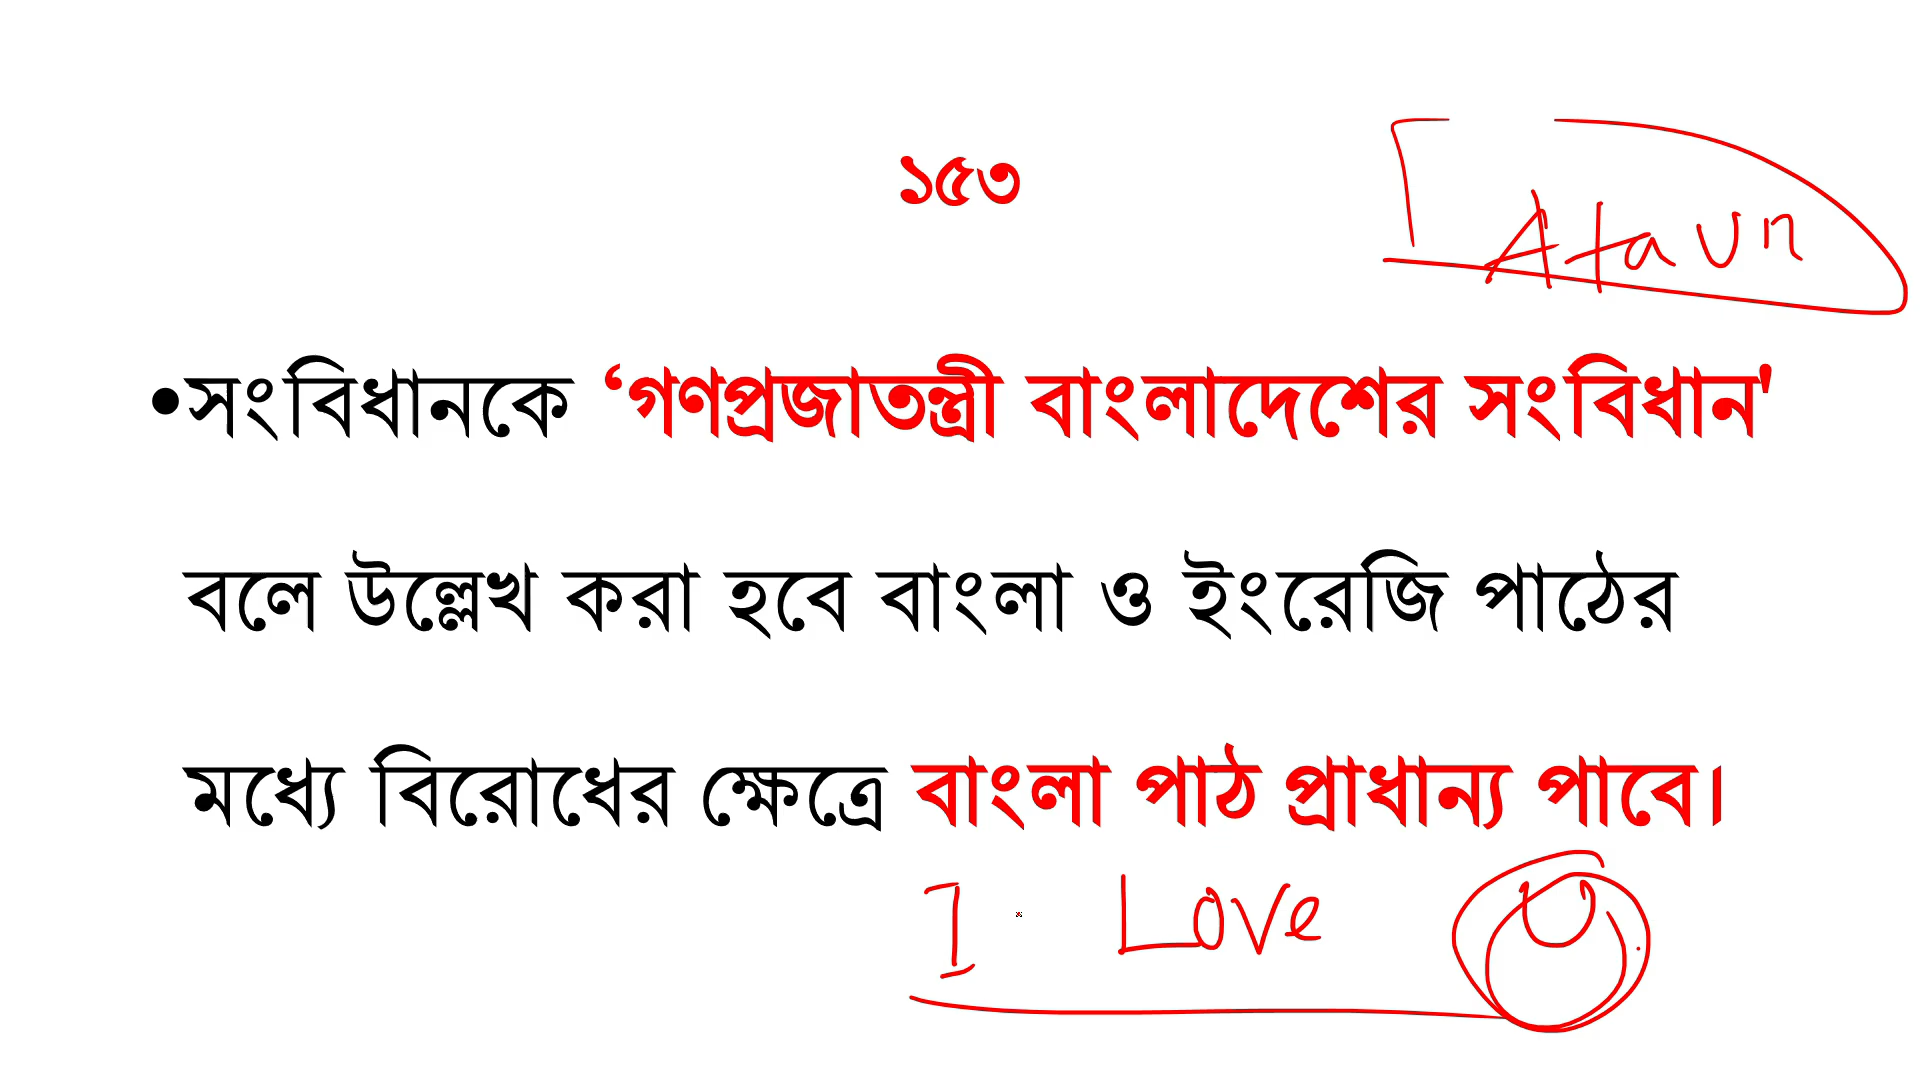 ১৫৩
Ataun
•সংবিধানকে ‘গণপ্রজাতন্ত্রী বাংলাদেশের সংবিধান'
বলে উল্লেখ করা হবে বাংলা ও ইংরেজি পাঠের
মধ্যে বিরোধের ক্ষেত্রে বাংলা পাঠ প্রাধান্য পাবে।
I Love U